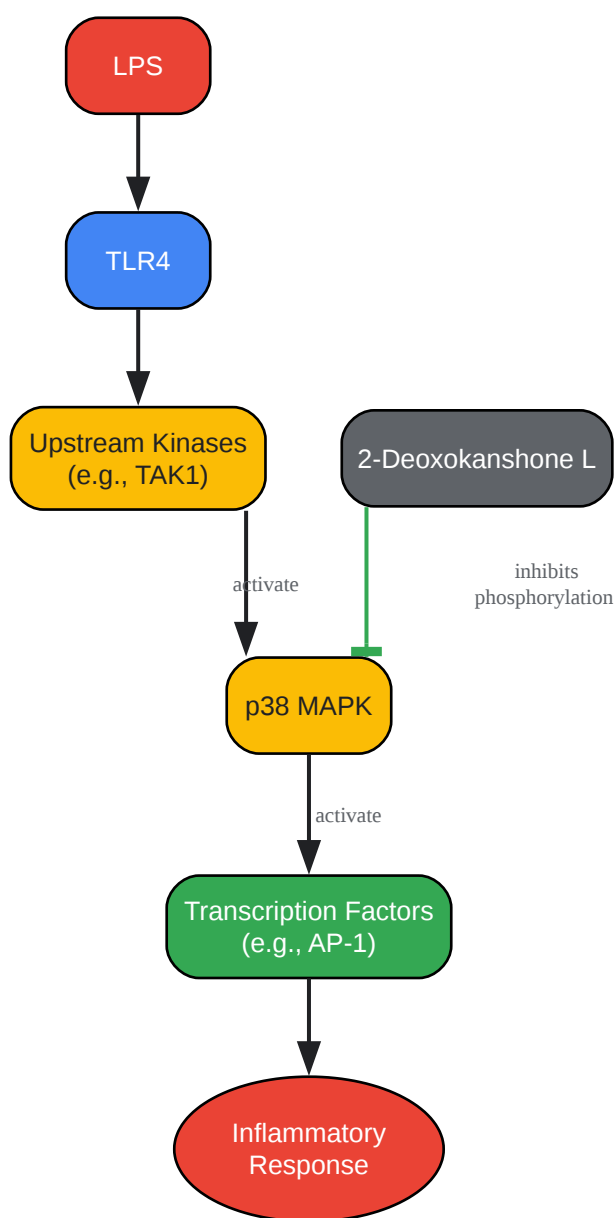 LPS
TLR4
Upstream Kinases
(e.g., TAK1)
2-Deoxokanshone L
activate
inhibits
phosphorylation
p38 MAPK
activate
Transcription Factors
(e.g., AP-1)
Inflammatory
Response